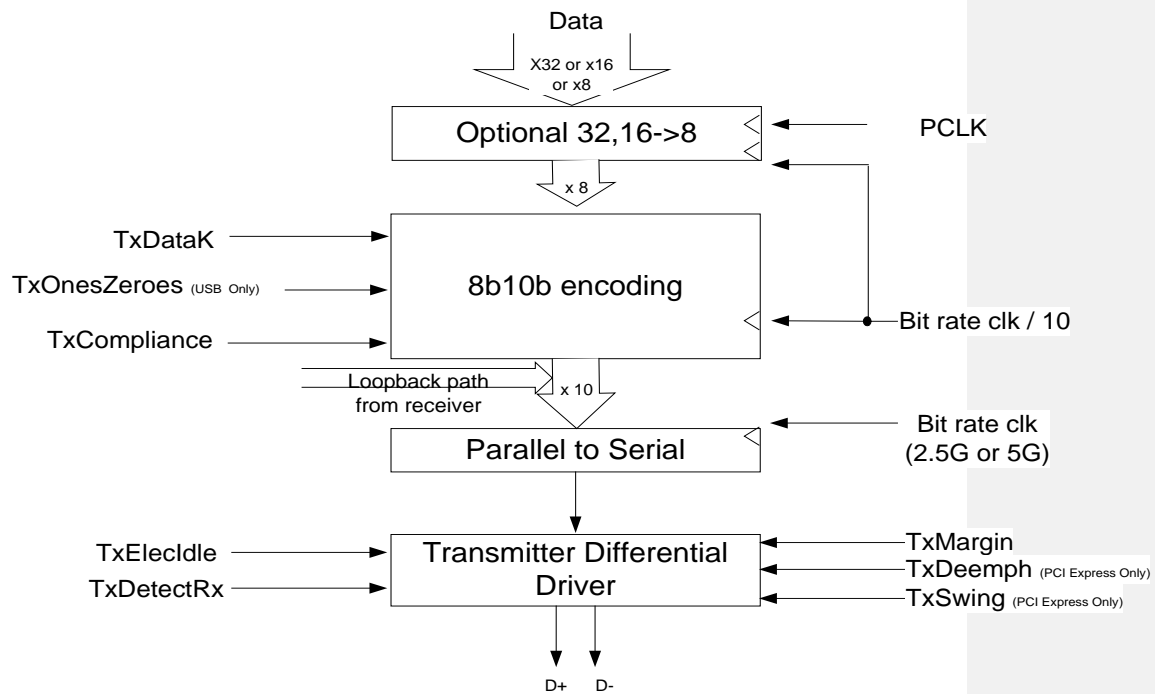 Data
X32 or x16
or x8
Optional 32,16->8
PCLK
x 8
TxDataK
TxOnesZeroes (USB Only)
8b10b encoding
TxCompliance
Bit rate clk / 10
Loopback path
from receiver
x 10
Bit rate clk
(2.5G or 5G)
Parallel to Serial
TxElecIdle
TxDetectRx
Transmitter Differential
Driver
TxMargin
TxDeemph (PCI Express Only)
TxSwing (PCI Express Only)
D+ D-